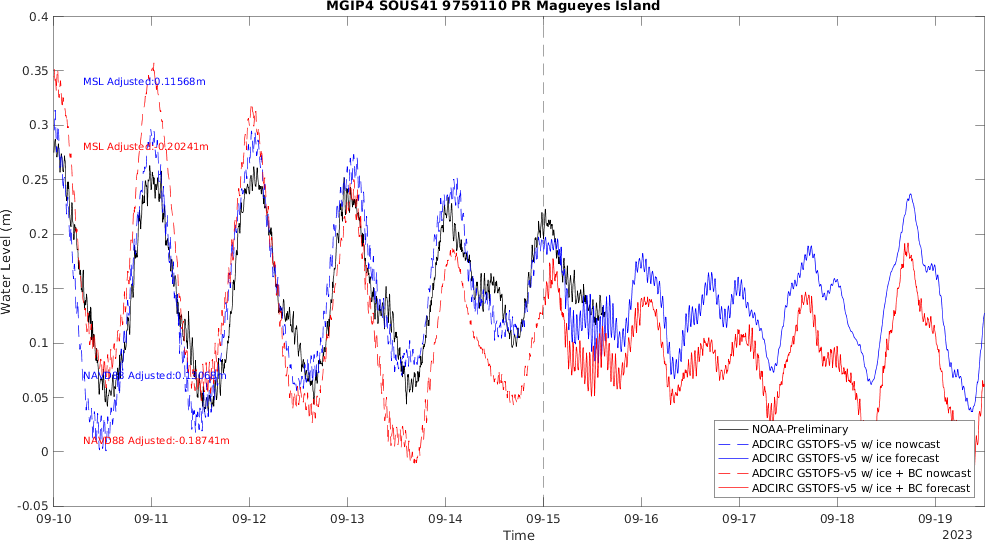 MGIP4 SOUS41 9759110 PR Magueyes Island
0.4
0.35
0.3
0.25
0.2
0.15
0.1
0.05
0
-0.05
Water Level (m)
MSL Adjusted:0.11568m
MSL Adjusted:-0.20241m
NAVD88 Adjusted:
NAVD88 Adjusted:-0.18741m
NOAA-Preliminary
ADCIRC GSTOFS-v5 w/ ice nowcast
ADCIRC GSTOFS-v5 w/ ice forecast
ADCIRC GSTOFS-v5 w/ ice + BC nowcast
ADCIRC GSTOFS-v5 w/ ice + BC forecast
09-10 09-11 09-12 09-13 09-14 09-15 09-16 09-17 09-18 09-19
Time
2023